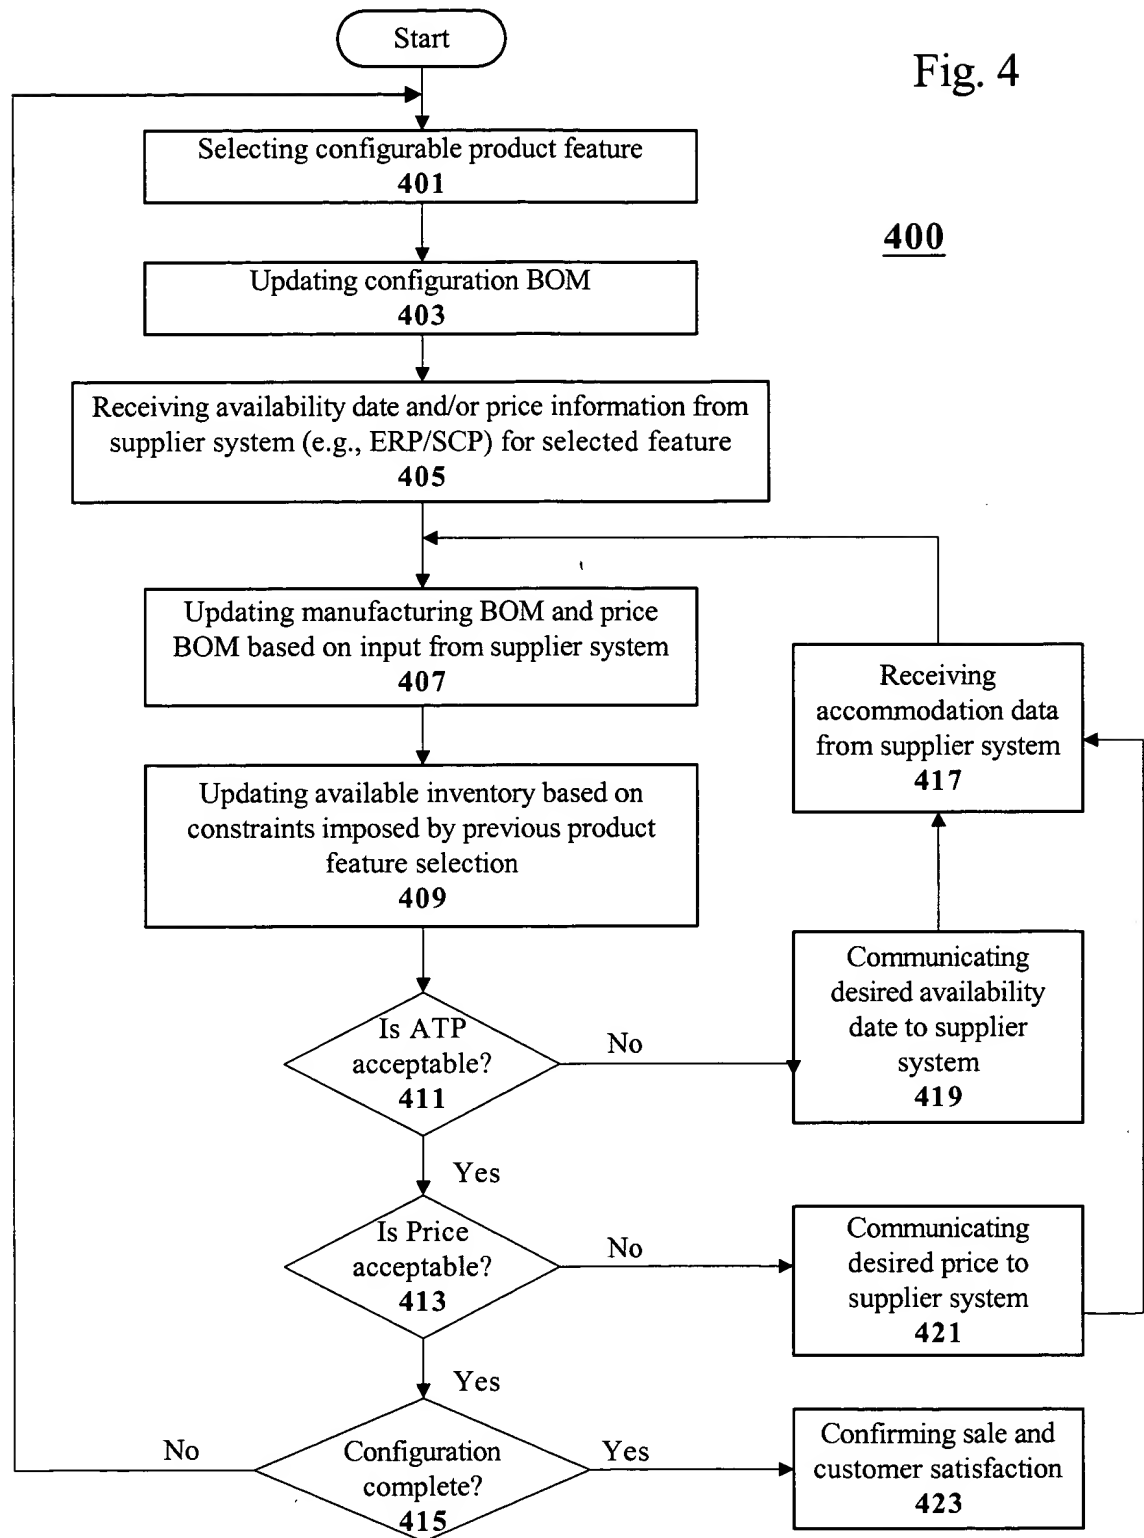 Start
Fig. 4
Selecting configurable product feature
401
400
Updating configuration BOM
403
Receiving availability date and/or price information from
supplier system (e.g., ERP/SCP) for selected feature
405
Updating manufacturing BOM and price
BOM based on input from supplier system
407
Receiving
accommodation data
from supplier system
417
Updating available inventory based on
constraints imposed by previous product
feature selection
409
Communicating
desired availability
date to supplier
system
419
Is ATP
acceptable?
411
No
Yes
Is Price
acceptable?
413
No
Communicating
desired price to
supplier system
421
Yes
No
Configuration
complete?
415
Yes
Confirming sale and
customer satisfaction
423